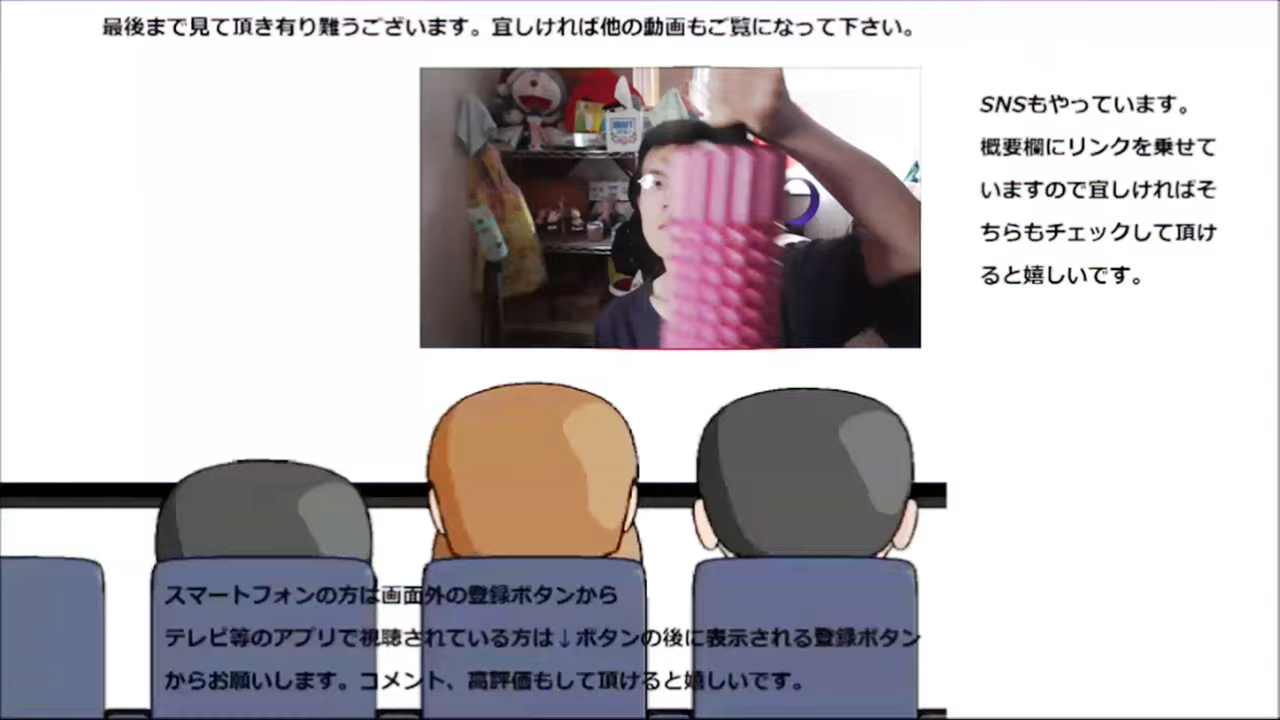 最後まで見て頂き有り難うございます。宜しければ他の動画もご覧になって下さい。
SNSもやっています。
概要欄にリンクを乗せて
いますので宜しければそ
ちらもチェックして頂け
ると嬉しいです。
スマートフォンの方は画面外の登録ボタンから
テレビ等のアプリで視聴されている方は↓ボタンの後に表示される登録ボタン
からお願いします。コメント、高評価もして頂けると嬉しいです。